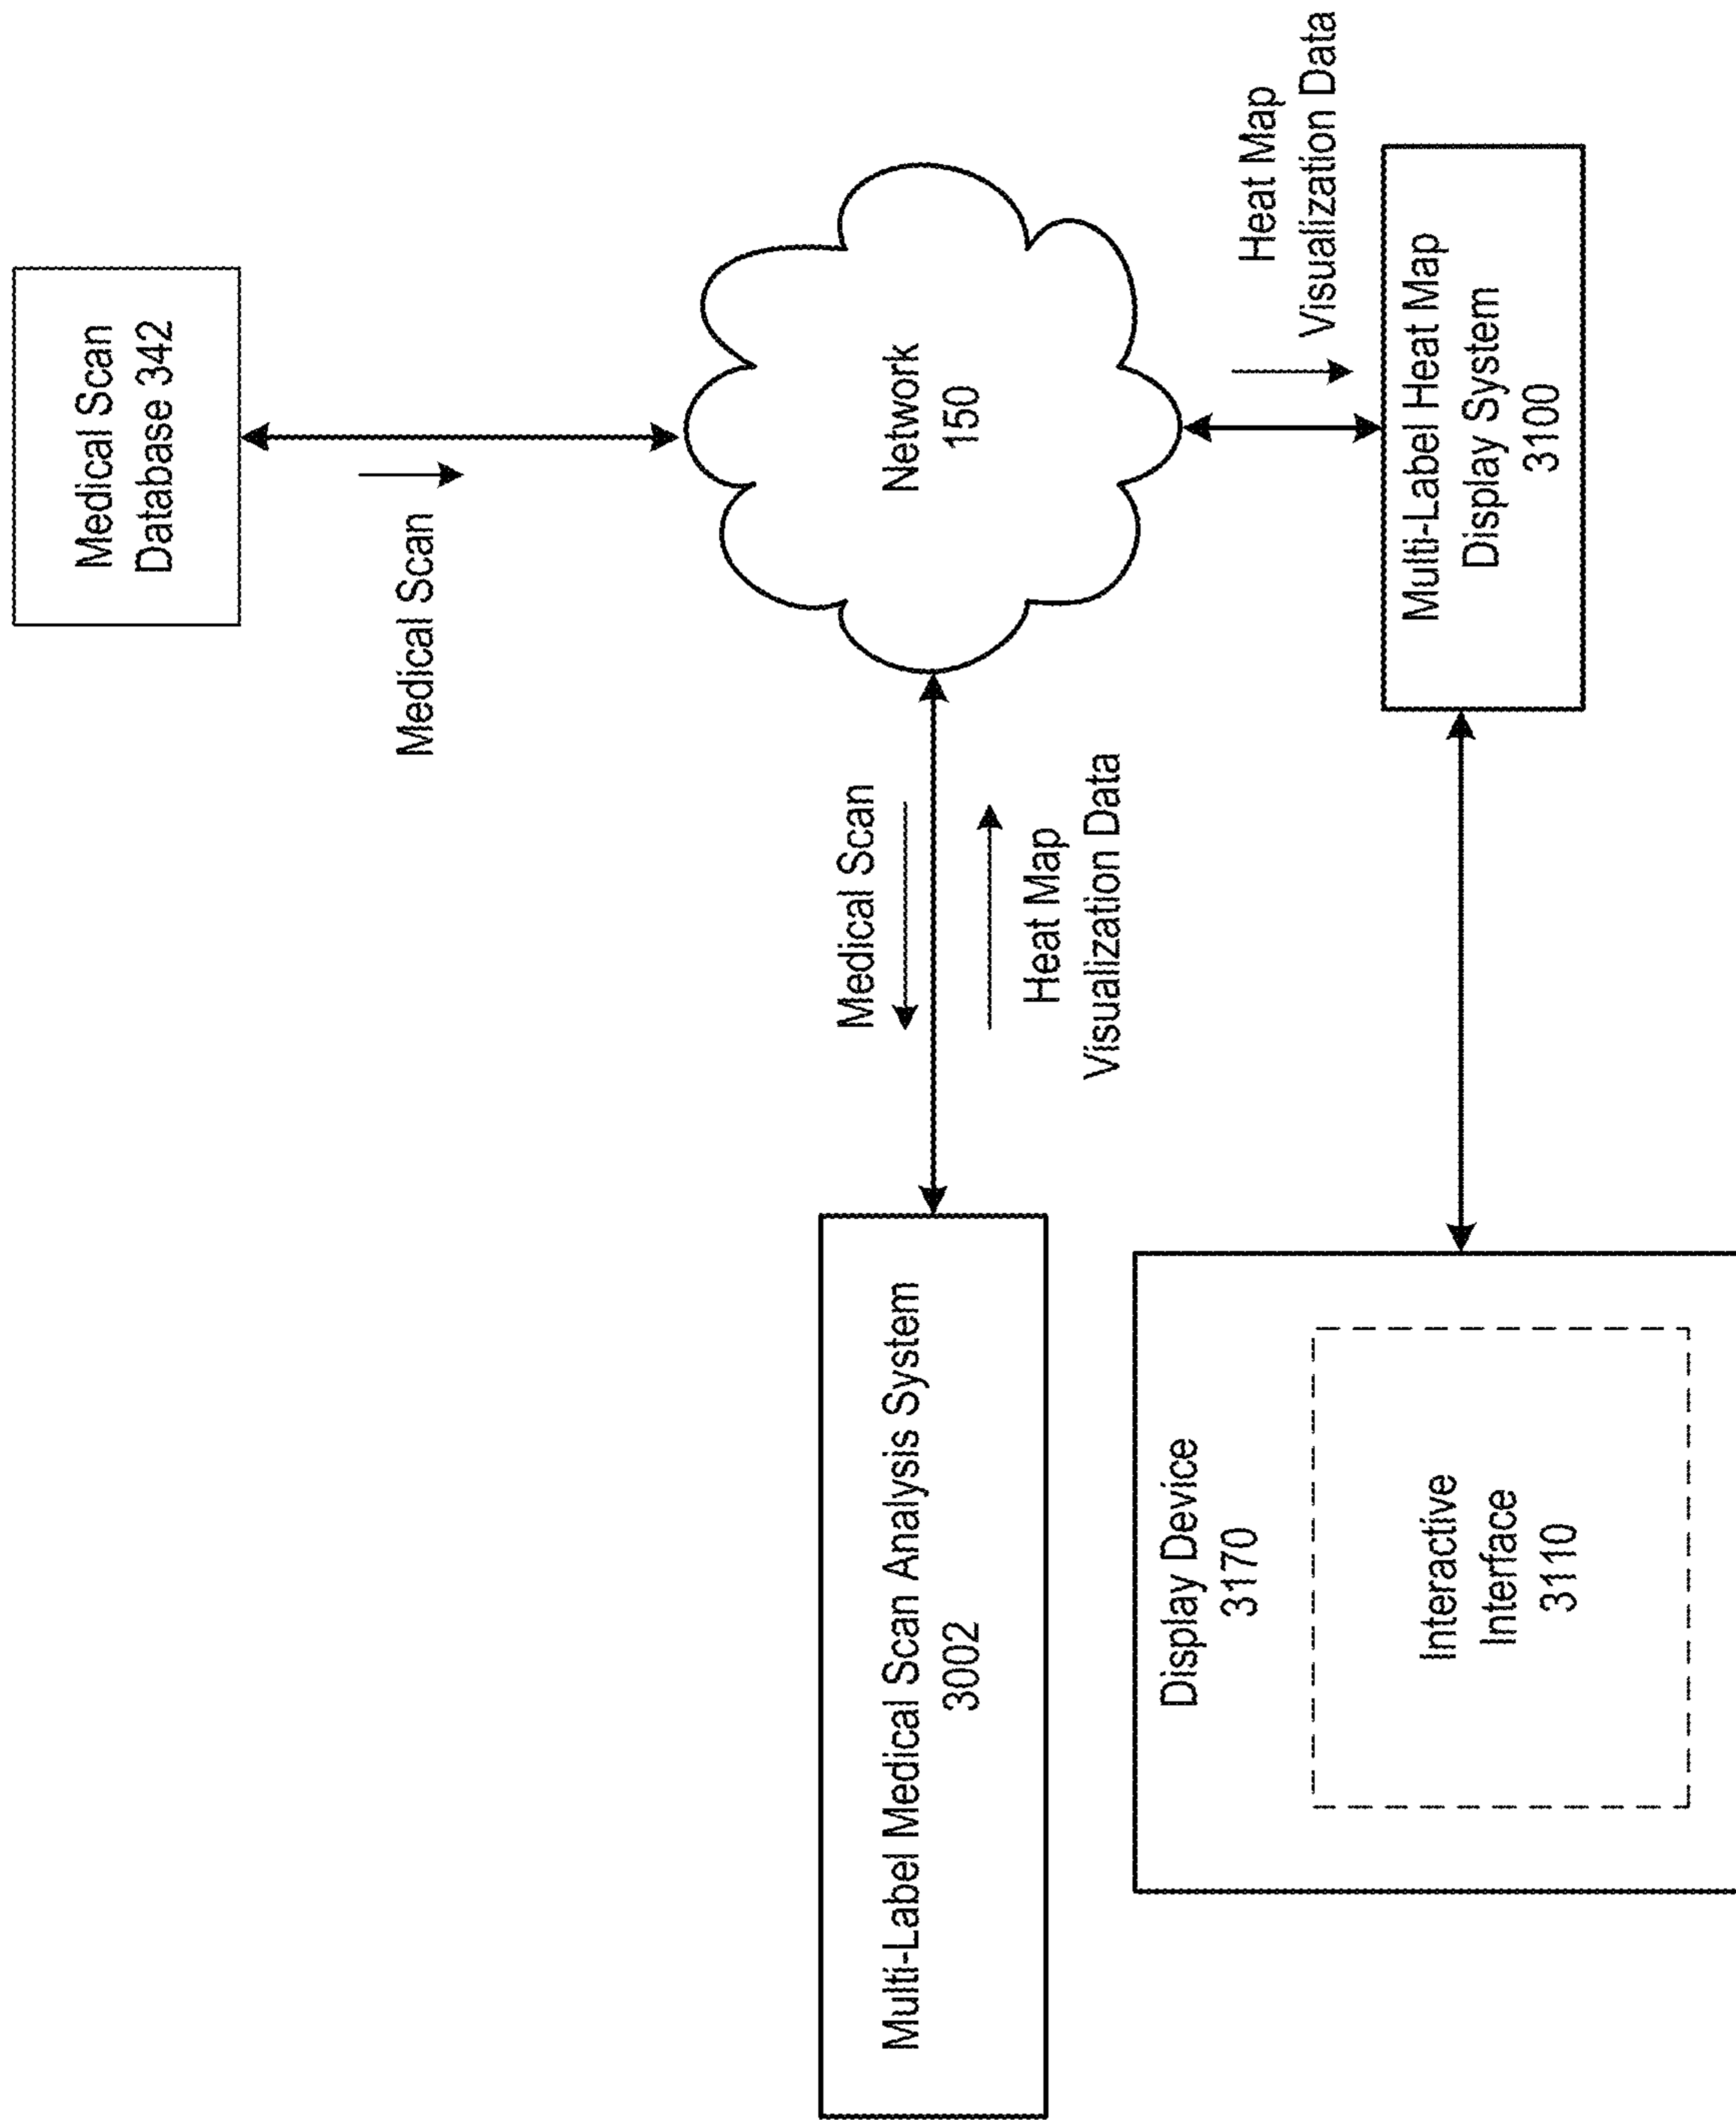 Medical Scan
Database 342
Medical Scan
Network
150
Medical Scan
Heat Map
Visualization Data
Heat Map
Visualization Data
Multi-Label Medical Scan Analysis System
3002
Multi-Label Heat Map
Display System
3100
Display Device
3170
Interactive
Interface
3110